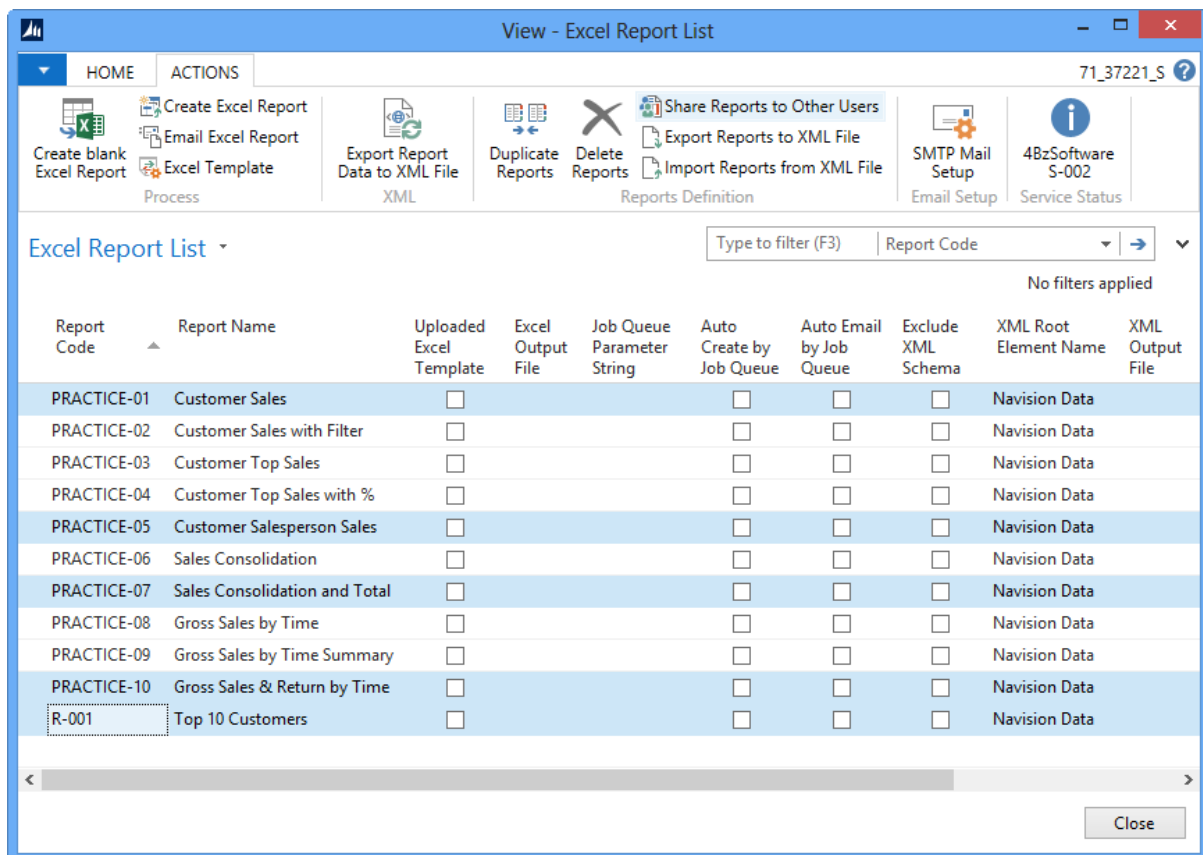 View - Excel Report List
HOME ACTIONS 71_37221_S
Create blank Excel Report
Create Excel Report
Email Excel Report
Excel Template
Process
Export Report
Data to XML File
XML
Duplicate
Reports
Delete
Reports
Share Reports to Other Users
Export Reports to XML File
Import Reports from XML File
Reports Definition
SMTP Mail
Setup
Email Setup
4BzSoftware
S-002
Service Status
Excel Report List
Type to filter (F3) Report Code
No filters applied
Report Code Report Name Uploaded Excel Template Excel Output File Job Queue Parameter String Auto Create by Job Queue Auto Email by Job Queue Exclude XML Schema XML Root Element Name XML Output File
PRACTICE-01 Customer Sales Navision Data
PRACTICE-02 Customer Sales with Filter Navision Data
PRACTICE-03 Customer Top Sales Navision Data
PRACTICE-04 Customer Top Sales with % Navision Data
PRACTICE-05 Customer Salesperson Sales Navision Data
PRACTICE-06 Sales Consolidation Navision Data
PRACTICE-07 Sales Consolidation and Total Navision Data
PRACTICE-08 Gross Sales by Time Navision Data
PRACTICE-09 Gross Sales by Time Summary Navision Data
PRACTICE-10 Gross Sales & Return by Time Navision Data
R-001 Top 10 Customers Navision Data
Close